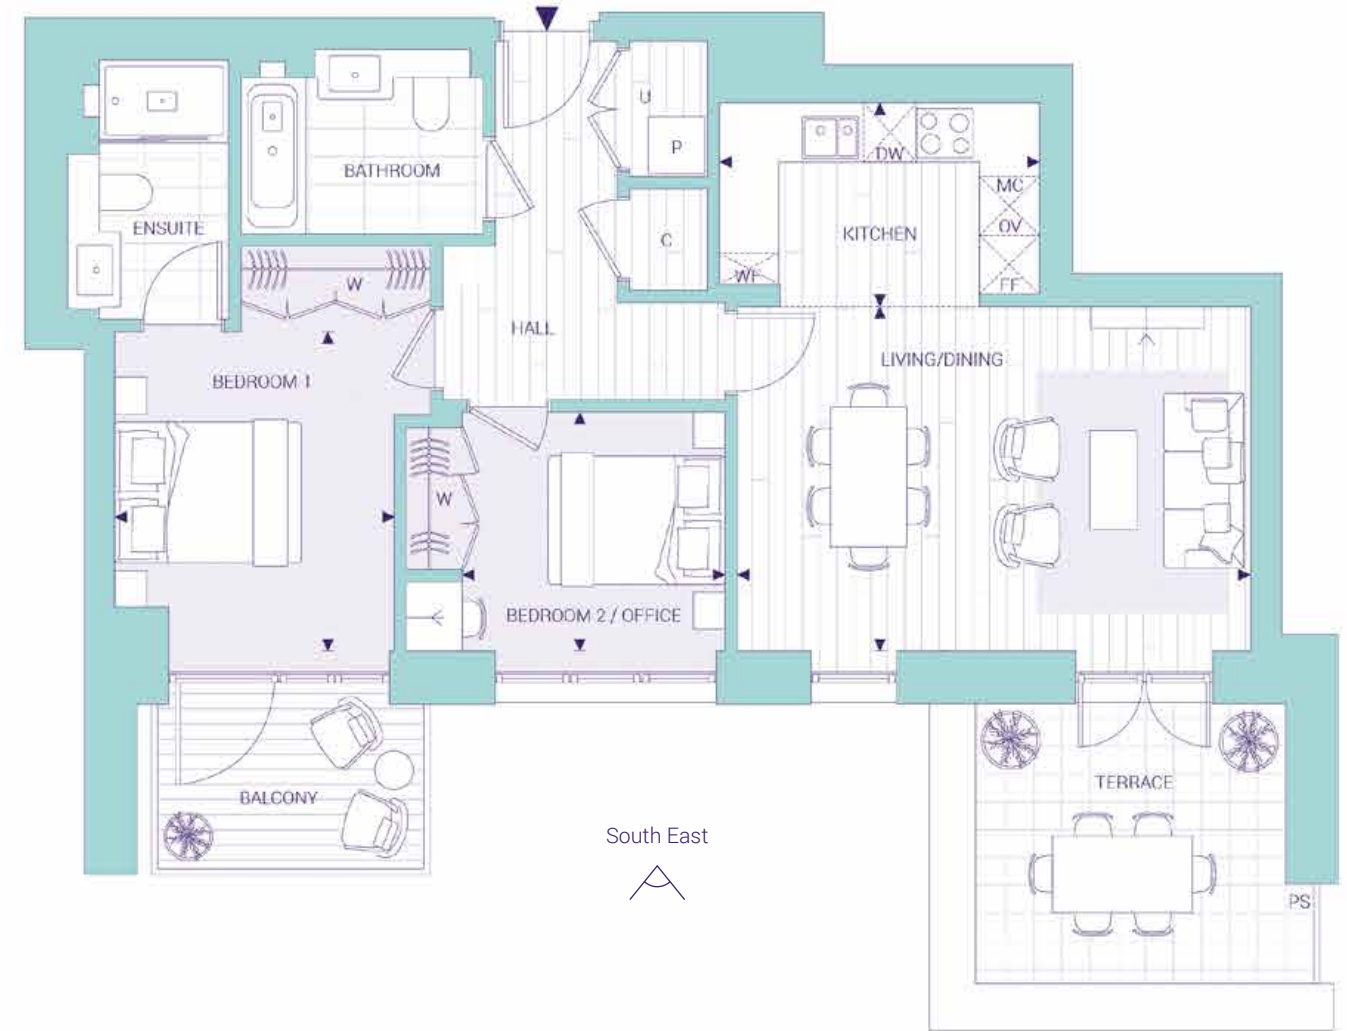 U
P
BATHROOM
DW
MC
ENSUITE
C
KITCHEN
OV
W
WF
FF
HALL
LIVING/DINING
BEDROOM 1
W
BEDROOM 2 / OFFICE
BALCONY
TERRACE
South East
PS